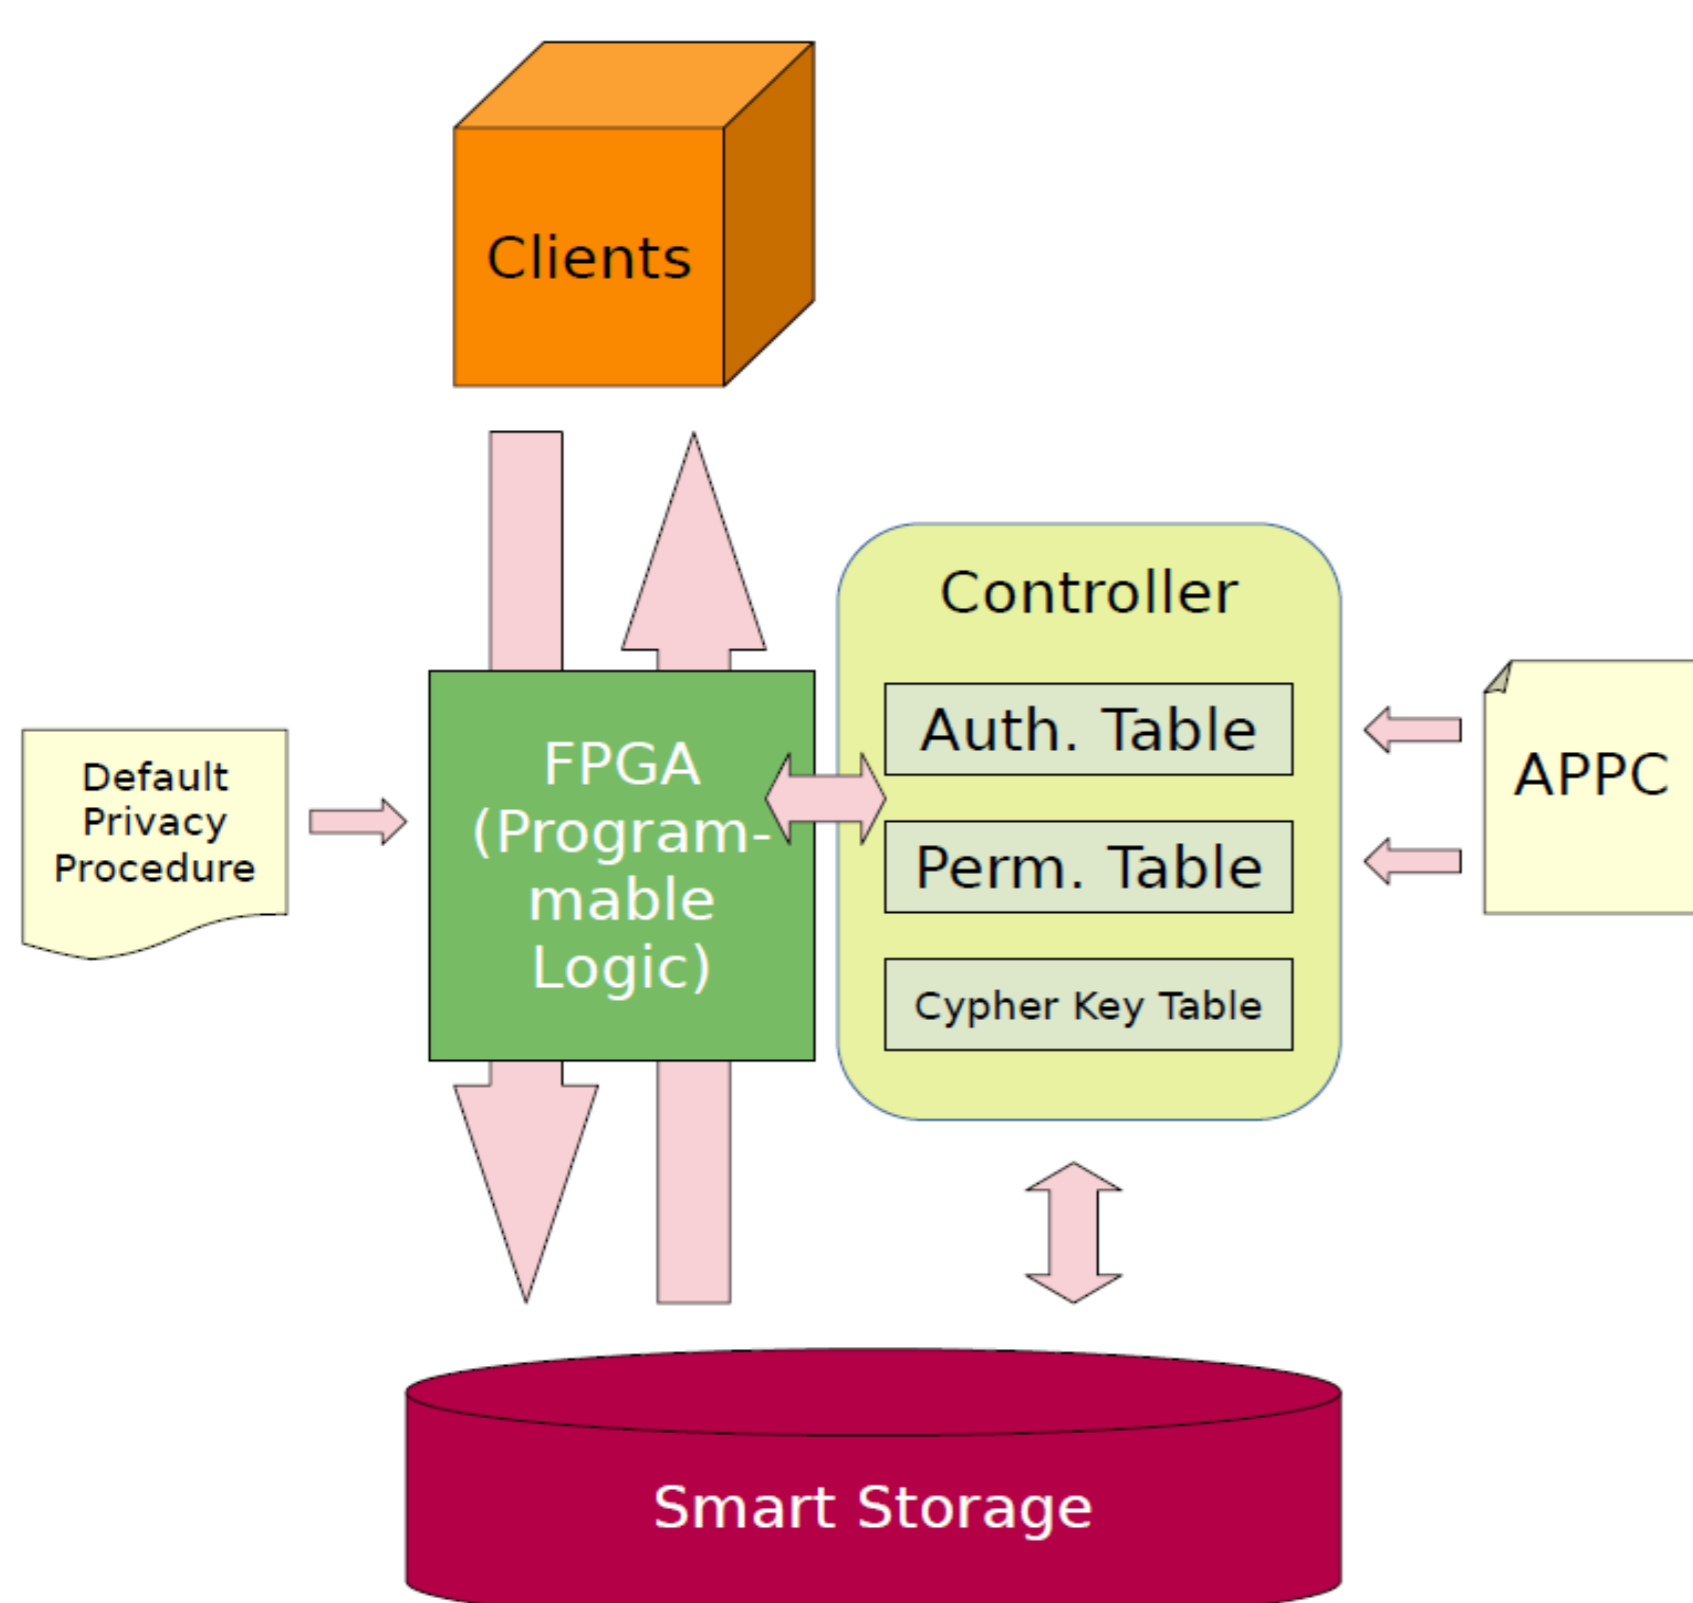 Clients
Controller
Auth. Table
Perm. Table
Cypher Key Table
APPC
Default
Privacy
Procedure
FPGA
(Program-
mable
Logic)
Smart Storage